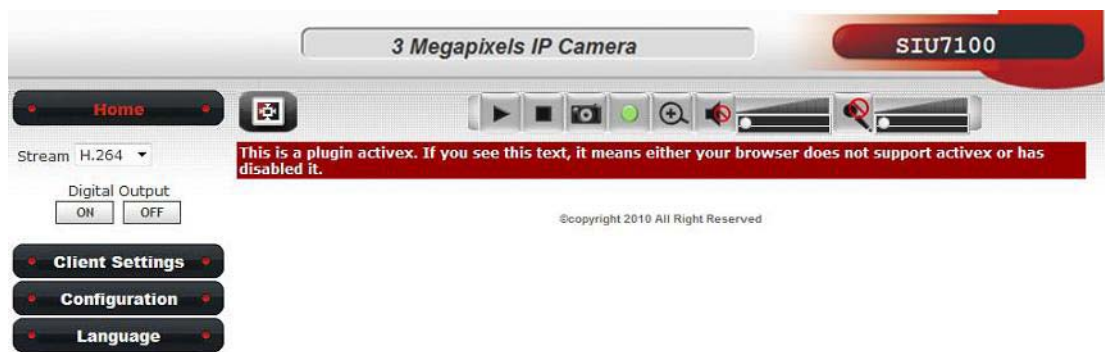 3 Megapixels IP Camera
SIU7100
Home
Stream H.264
Digital Output
ON OFF
Client Settings
Configuration
Language
This is a plugin activex. If you see this text, it means either your browser does not support activex or has
disabled it.
©copyright 2010 All Right Reserved